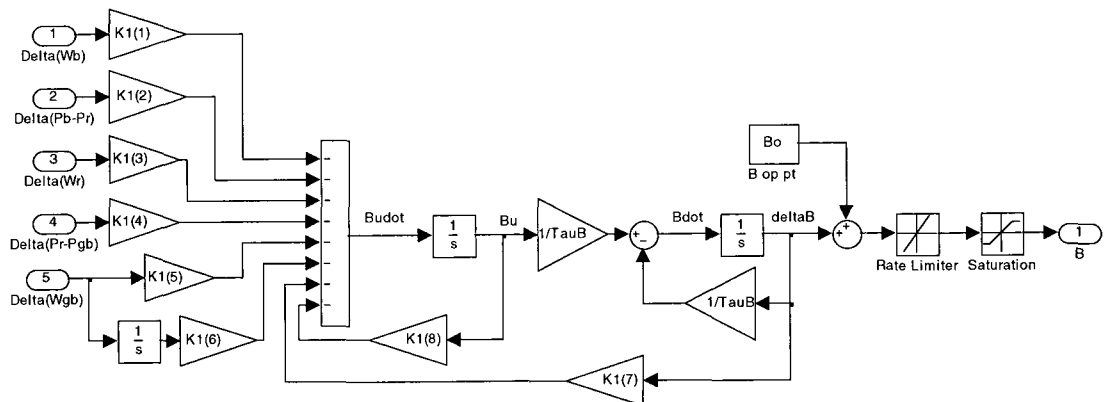 1
K1(1)
Delta(Wb)
2
K1(2)
Delta(Pb-Pr)
3
K1(3)
Delta(Wr)
4
K1(4)
Delta(Pr-Pgb)
5
K1(5)
Delta(Wgb)
1
s
K1(6)
Budot
1
s
Bu
1/TauB
Bdot
1
s
deltaB
1/TauB
K1(8)
K1(7)
Bo
B op pt
Rate Limiter
Saturation
1
B